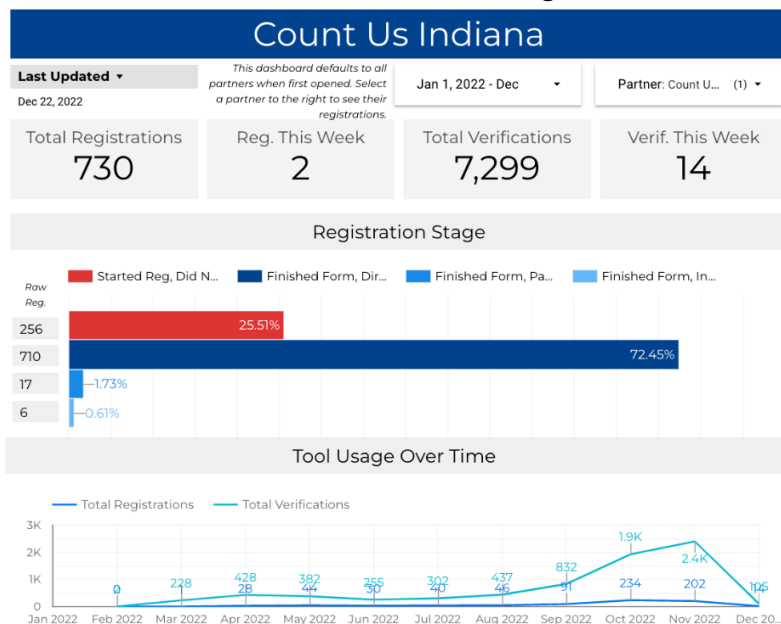 Count Us Indiana
Last Updated
Dec 22, 2022
This dashboard defaults to all
partners when first opened. Select
a partner to the right to see their
registrations.
Jan 1, 2022 - Dec
Partner: Count U... (1)
Total Registrations
730
Reg. This Week
2
Total Verifications
7,299
Verif. This Week
14
Registration Stage
Raw
Reg.
Started Reg, Did N...
Finished Form, Dir...
Finished Form, Pa...
Finished Form, In...
256
25.51%
710
72.45%
17
1.73%
6
0.61%
Tool Usage Over Time
Total Registrations
Total Verifications
3K
2K
1K
0
228
428
382
255
302
437
832
1.9K
2.4K
105
28
44
30
40
46
91
234
202
14
Jan 2022
Feb 2022
Mar 2022
Apr 2022
May 2022
Jun 2022
Jul 2022
Aug 2022
Sep 2022
Oct 2022
Nov 2022
Dec 20...